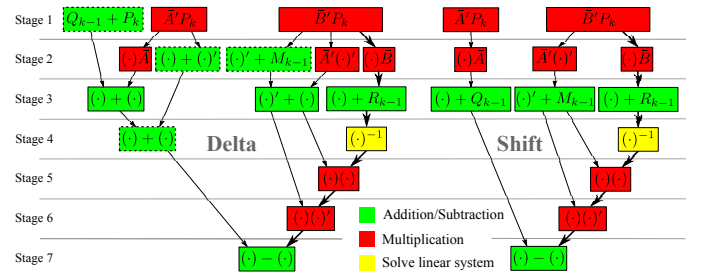 Stage 1 Q_{k−1} + P_k Ā′P_k B̄′P_k Ā′P_k B̄′P_k
Stage 2 (·)Ā (·) + (·)′ (·)′ + M_{k−1} Ā′(·)′ (·)B̄ (·)Ā Ā′(·)′ (·)B̄
Stage 3 (·) + (·) (·)′ + (·) (·) + R_{k−1} (·) + Q_{k−1} (·)′ + M_{k−1} (·) + R_{k−1}
Stage 4 (·) + (·) Delta (·)^{−1} Shift (·)^{−1}
Stage 5 (·)(·) (·)(·)
Stage 6 (·)(·)′ Addition/Subtraction (·)(·)′
Multiplication
Stage 7 (·) − (·) Solve linear system (·) − (·)